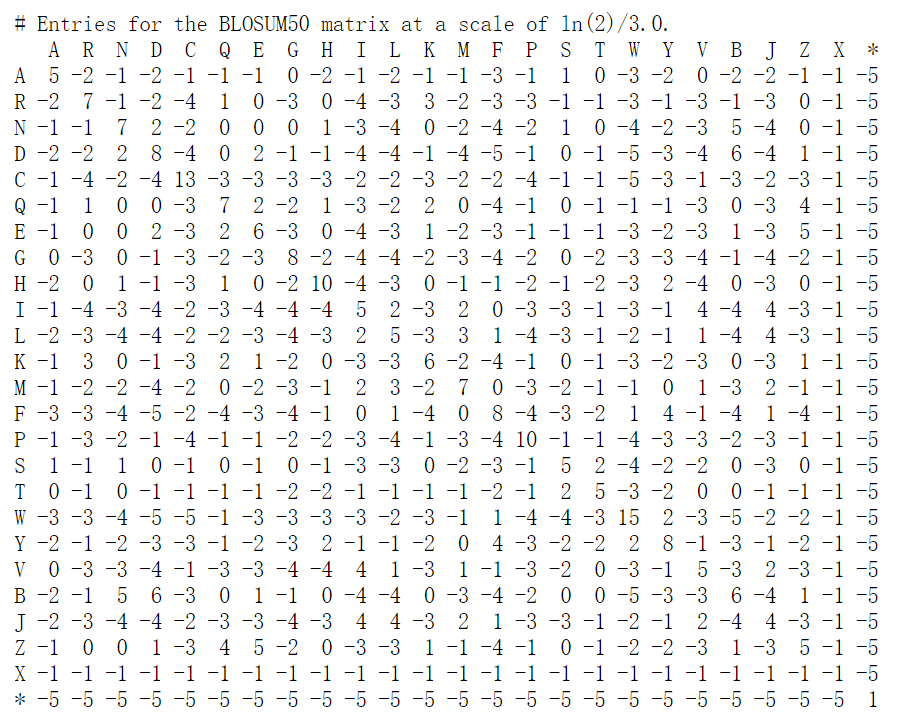 # Entries for the BLOSUM50 matrix at a scale of ln(2)/3.0.
   A  R  N  D  C  Q  E  G  H  I  L  K  M  F  P  S  T  W  Y  V  B  J  Z  X  *
A  5 -2 -1 -2 -1 -1 -1  0 -2 -1 -2 -1 -1 -3 -1  1  0 -3 -2  0 -2 -2 -1 -1 -5
R -2  7 -1 -2 -4  1  0 -3  0 -4 -3  3 -2 -3 -3 -1 -1 -3 -1 -3 -1 -3  0 -1 -5
N -1 -1  7  2 -2  0  0  0  1 -3 -4  0 -2 -4 -2  1  0 -4 -2 -3  5 -4  0 -1 -5
D -2 -2  2  8 -4  0  2 -1 -1 -4 -4 -1 -4 -5 -1  0 -1 -5 -3 -4  6 -4  1 -1 -5
C -1 -4 -2 -4 13 -3 -3 -3 -3 -2 -2 -3 -2 -2 -4 -1 -1 -5 -3 -1 -3 -2 -3 -1 -5
Q -1  1  0  0 -3  7  2 -2  1 -3 -2  2  0 -4 -1  0 -1 -1 -1 -3  0 -3  4 -1 -5
E -1  0  0  2 -3  2  6 -3  0 -4 -3  1 -2 -3 -1 -1 -1 -3 -2 -3  1 -3  5 -1 -5
G  0 -3  0 -1 -3 -2 -3  8 -2 -4 -4 -2 -3 -4 -2  0 -2 -3 -3 -4 -1 -4 -2 -1 -5
H -2  0  1 -1 -3  1  0 -2 10 -4 -3  0 -1 -1 -2 -1 -2 -3  2 -4  0 -3  0 -1 -5
I -1 -4 -3 -4 -2 -3 -4 -4 -4  5  2 -3  2  0 -3 -3 -1 -3 -1  4 -4  4 -3 -1 -5
L -2 -3 -4 -4 -2 -2 -3 -4 -3  2  5 -3  3  1 -4 -3 -1 -2 -1  1 -4  4 -3 -1 -5
K -1  3  0 -1 -3  2  1 -2  0 -3 -3  6 -2 -4 -1  0 -1 -3 -2 -3  0 -3  1 -1 -5
M -1 -2 -2 -4 -2  0 -2 -3 -1  2  3 -2  7  0 -3 -2 -1 -1  0  1 -3  2 -1 -1 -5
F -3 -3 -4 -5 -2 -4 -3 -4 -1  0  1 -4  0  8 -4 -3 -2  1  4 -1 -4  1 -4 -1 -5
P -1 -3 -2 -1 -4 -1 -1 -2 -2 -3 -4 -1 -3 -4 10 -1 -1 -4 -3 -3 -2 -3 -1 -1 -5
S  1 -1  1  0 -1  0 -1  0 -1 -3 -3  0 -2 -3 -1  5  2 -4 -2 -2  0 -3  0 -1 -5
T  0 -1  0 -1 -1 -1 -1 -2 -2 -1 -1 -1 -1 -2 -1  2  5 -3 -2  0  0 -1 -1 -1 -5
W -3 -3 -4 -5 -5 -1 -3 -3 -3 -3 -2 -3 -1  1 -4 -4 -3 15  2 -3 -5 -2 -2 -1 -5
Y -2 -1 -2 -3 -3 -1 -2 -3  2 -1 -1 -2  0  4 -3 -2 -2  2  8 -1 -3 -1 -2 -1 -5
V  0 -3 -3 -4 -1 -3 -3 -4 -4  4  1 -3  1 -1 -3 -2  0 -3 -1  5 -3  2 -3 -1 -5
B -2 -1  5  6 -3  0  1 -1  0 -4 -4  0 -3 -4 -2  0  0 -5 -3 -3  6 -4  1 -1 -5
J -2 -3 -4 -4 -2 -3 -3 -4 -3  4  4 -3  2  1 -3 -3 -1 -2 -1  2 -4  4 -3 -1 -5
Z -1  0  0  1 -3  4  5 -2  0 -3 -3  1 -1 -4 -1  0 -1 -2 -2 -3  1 -3  5 -1 -5
X -1 -1 -1 -1 -1 -1 -1 -1 -1 -1 -1 -1 -1 -1 -1 -1 -1 -1 -1 -1 -1 -1 -1 -1 -5
* -5 -5 -5 -5 -5 -5 -5 -5 -5 -5 -5 -5 -5 -5 -5 -5 -5 -5 -5 -5 -5 -5 -5 -5  1